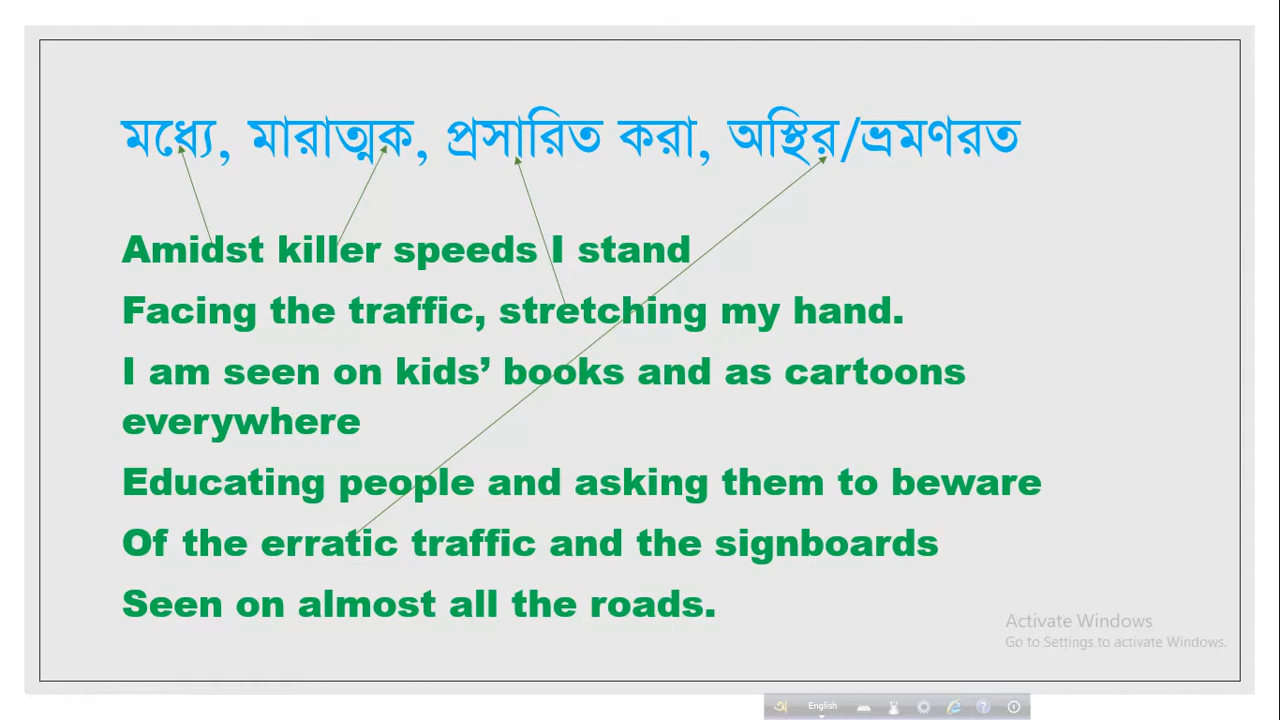 মধ্যে, মারাত্মক, প্রসারিত করা, অস্থির/ভ্রমণরত
Amidst killer speeds I stand
Facing the traffic, stretching my hand.
I am seen on kids’ books and as cartoons
everywhere
Educating people and asking them to beware
Of the erratic traffic and the signboards
Seen on almost all the roads.
Activate Windows
Go to Settings to activate Windows.
অ English